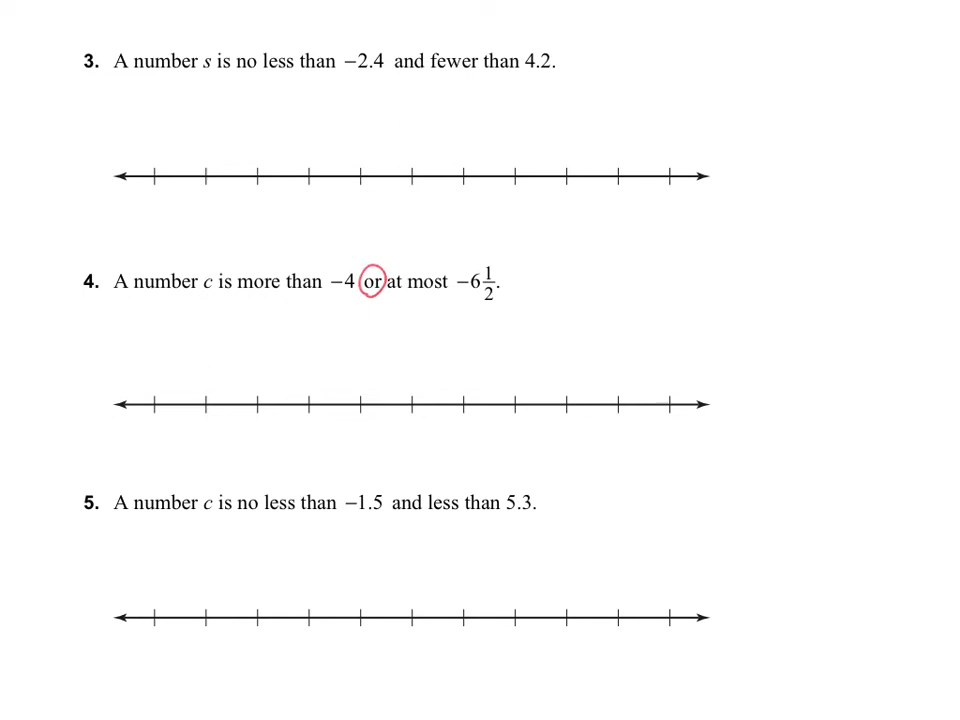 3. A number s is no less than −2.4 and fewer than 4.2.
4. A number c is more than −4 or at most −6 1/2.
5. A number c is no less than −1.5 and less than 5.3.